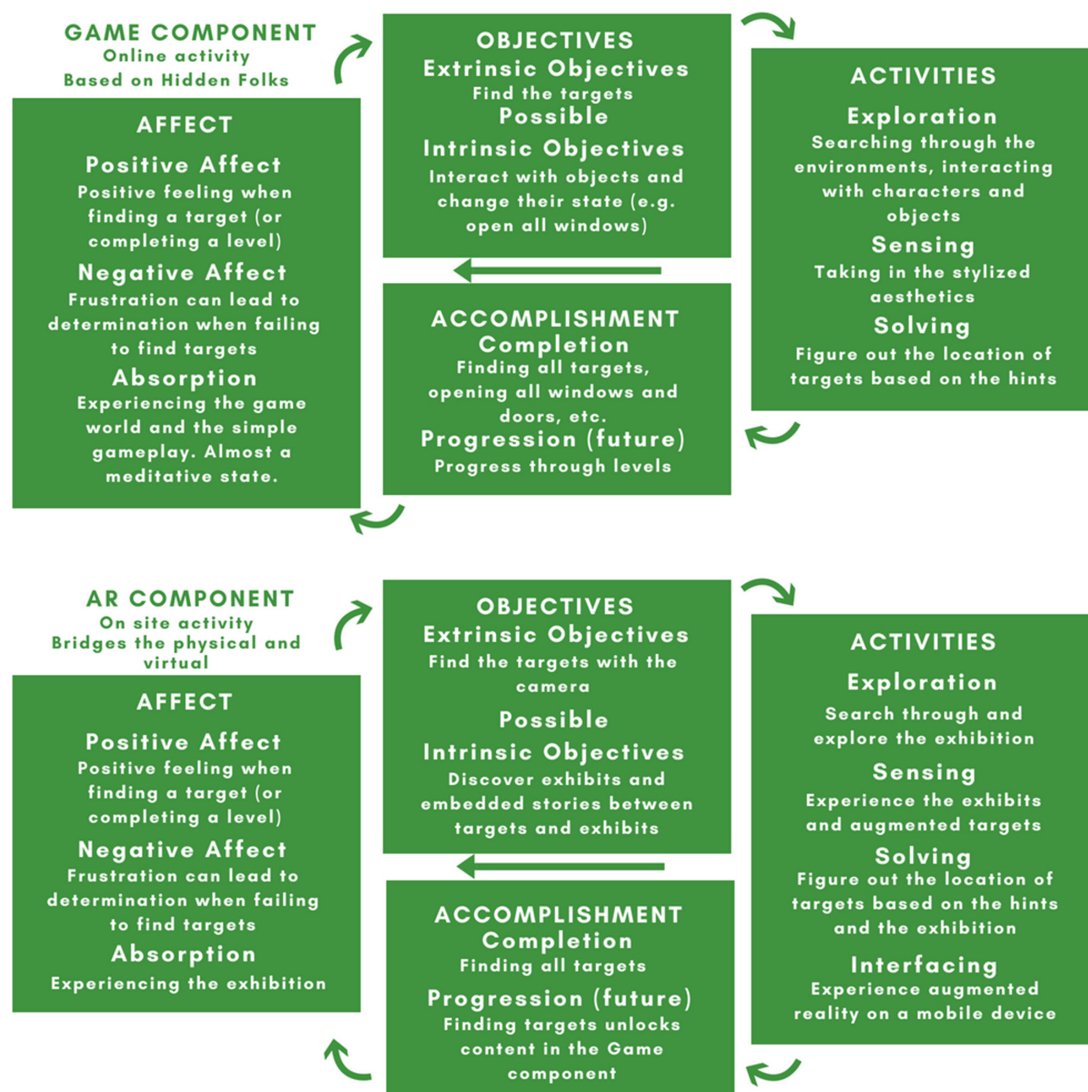 GAME COMPONENT
Online activity
Based on Hidden Folks
AFFECT
Positive Affect
Positive feeling when
finding a target (or
completing a level)
Negative Affect
Frustration can lead to
determination when failing
to find targets
Absorption
Experiencing the game
world and the simple
gameplay. Almost a
meditative state.
OBJECTIVES
Extrinsic Objectives
Find the targets
Possible
Intrinsic Objectives
Interact with objects and
change their state (e.g.
open all windows)
ACTIVITIES
Exploration
Searching through the
environments, interacting
with characters and
objects
Sensing
Taking in the stylized
aesthetics
Solving
Figure out the location of
targets based on the hints
ACCOMPLISHMENT
Completion
Finding all targets,
opening all windows and
doors, etc.
Progression (future)
Progress through levels
AR COMPONENT
On site activity
Bridges the physical and
virtual
AFFECT
Positive Affect
Positive feeling when
finding a target (or
completing a level)
Negative Affect
Frustration can lead to
determination when failing
to find targets
Absorption
Experiencing the exhibition
OBJECTIVES
Extrinsic Objectives
Find the targets with the
camera
Possible
Intrinsic Objectives
Discover exhibits and
embedded stories between
targets and exhibits
ACTIVITIES
Exploration
Search through and
explore the exhibition
Sensing
Experience the exhibits
and augmented targets
Solving
Figure out the location of
targets based on the hints
and the exhibition
Interfacing
Experience augmented
reality on a mobile device
ACCOMPLISHMENT
Completion
Finding all targets
Progression (future)
Finding targets unlocks
content in the Game
component